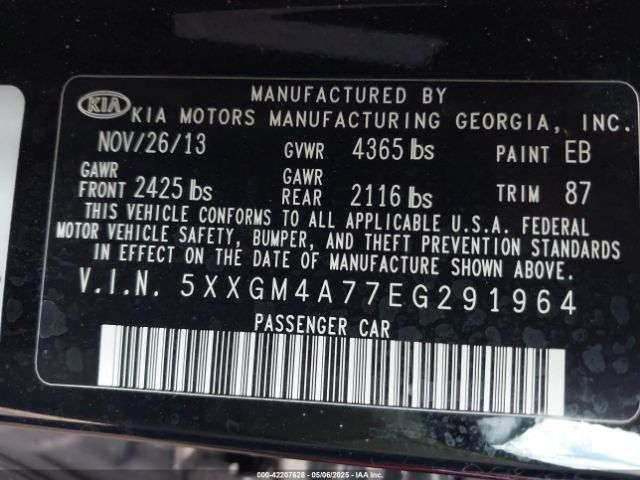 MANUFACTURED BY
KIA KIA MOTORS MANUFACTURING GEORGIA, INC.
NOV/26/13 GVWR 4365 lbs PAINT EB
GAWR FRONT 2425 lbs GAWR REAR 2116 lbs TRIM 87
THIS VEHICLE CONFORMS TO ALL APPLICABLE U.S.A. FEDERAL
MOTOR VEHICLE SAFETY, BUMPER, AND THEFT PREVENTION STANDARDS
IN EFFECT ON THE DATE OF MANUFACTURE SHOWN ABOVE.
V.I.N. 5XXGM4A77EG291964
PASSENGER CAR
000-42207628 - 05/06/2025 - IAAI.COM